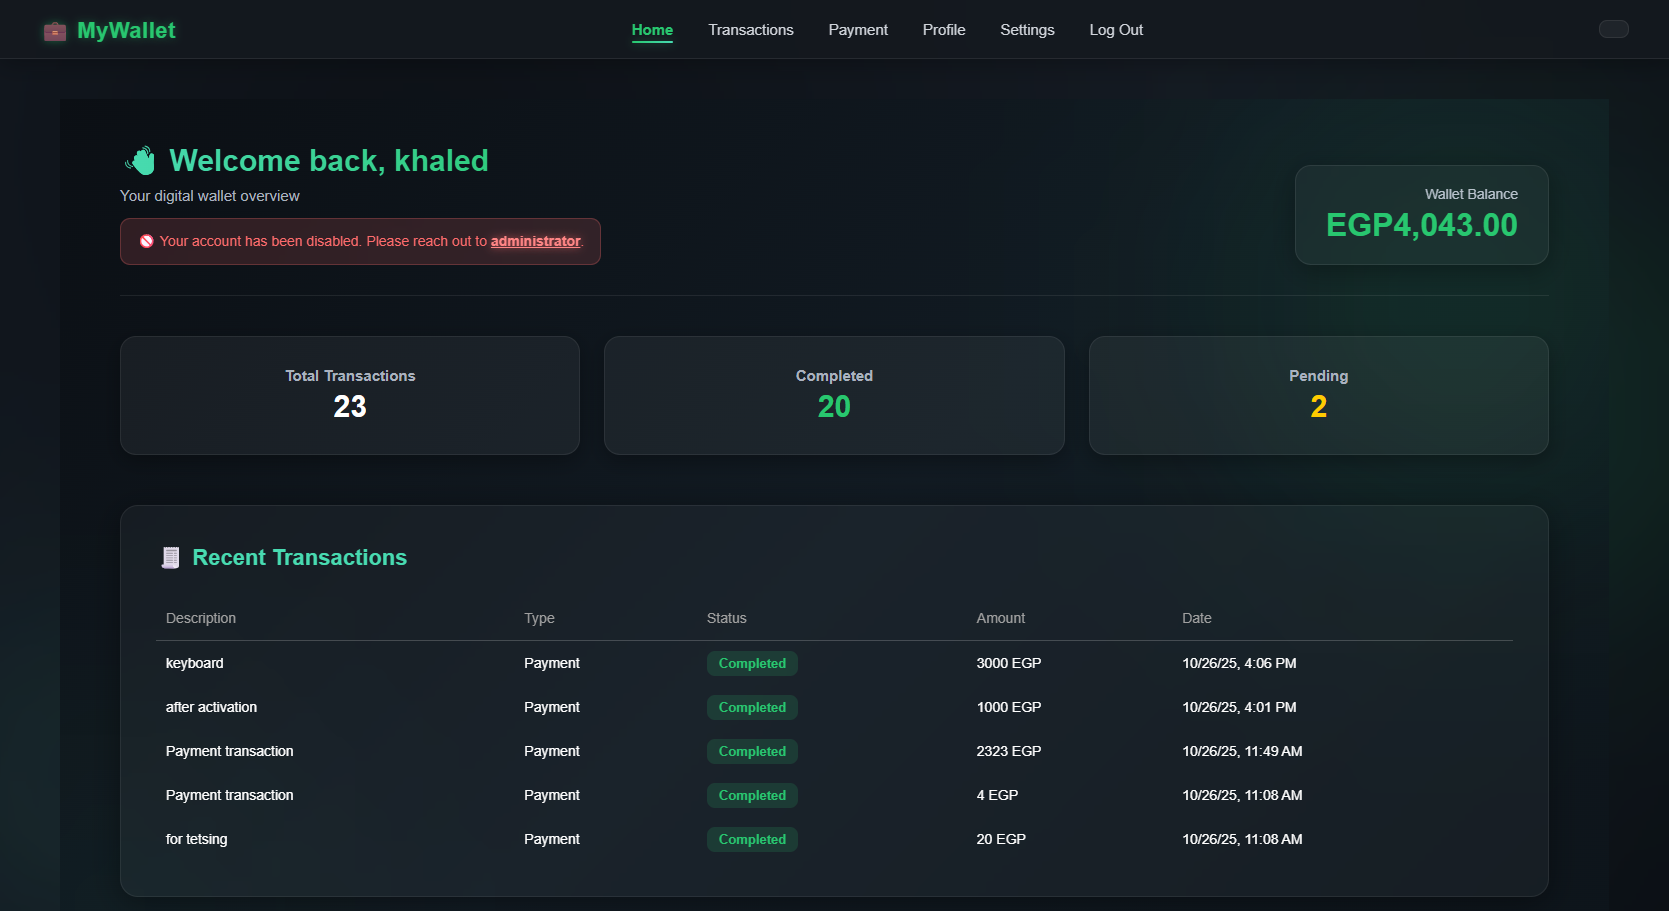 MyWallet
Home Transactions Payment Profile Settings Log Out
Welcome back, khaled
Your digital wallet overview
Your account has been disabled. Please reach out to administrator.
Wallet Balance
EGP4,043.00
Total Transactions
23
Completed
20
Pending
2
Recent Transactions
Description Type Status Amount Date
keyboard Payment Completed 3000 EGP 10/26/25, 4:06 PM
after activation Payment Completed 1000 EGP 10/26/25, 4:01 PM
Payment transaction Payment Completed 2323 EGP 10/26/25, 11:49 AM
Payment transaction Payment Completed 4 EGP 10/26/25, 11:08 AM
for tetsing Payment Completed 20 EGP 10/26/25, 11:08 AM